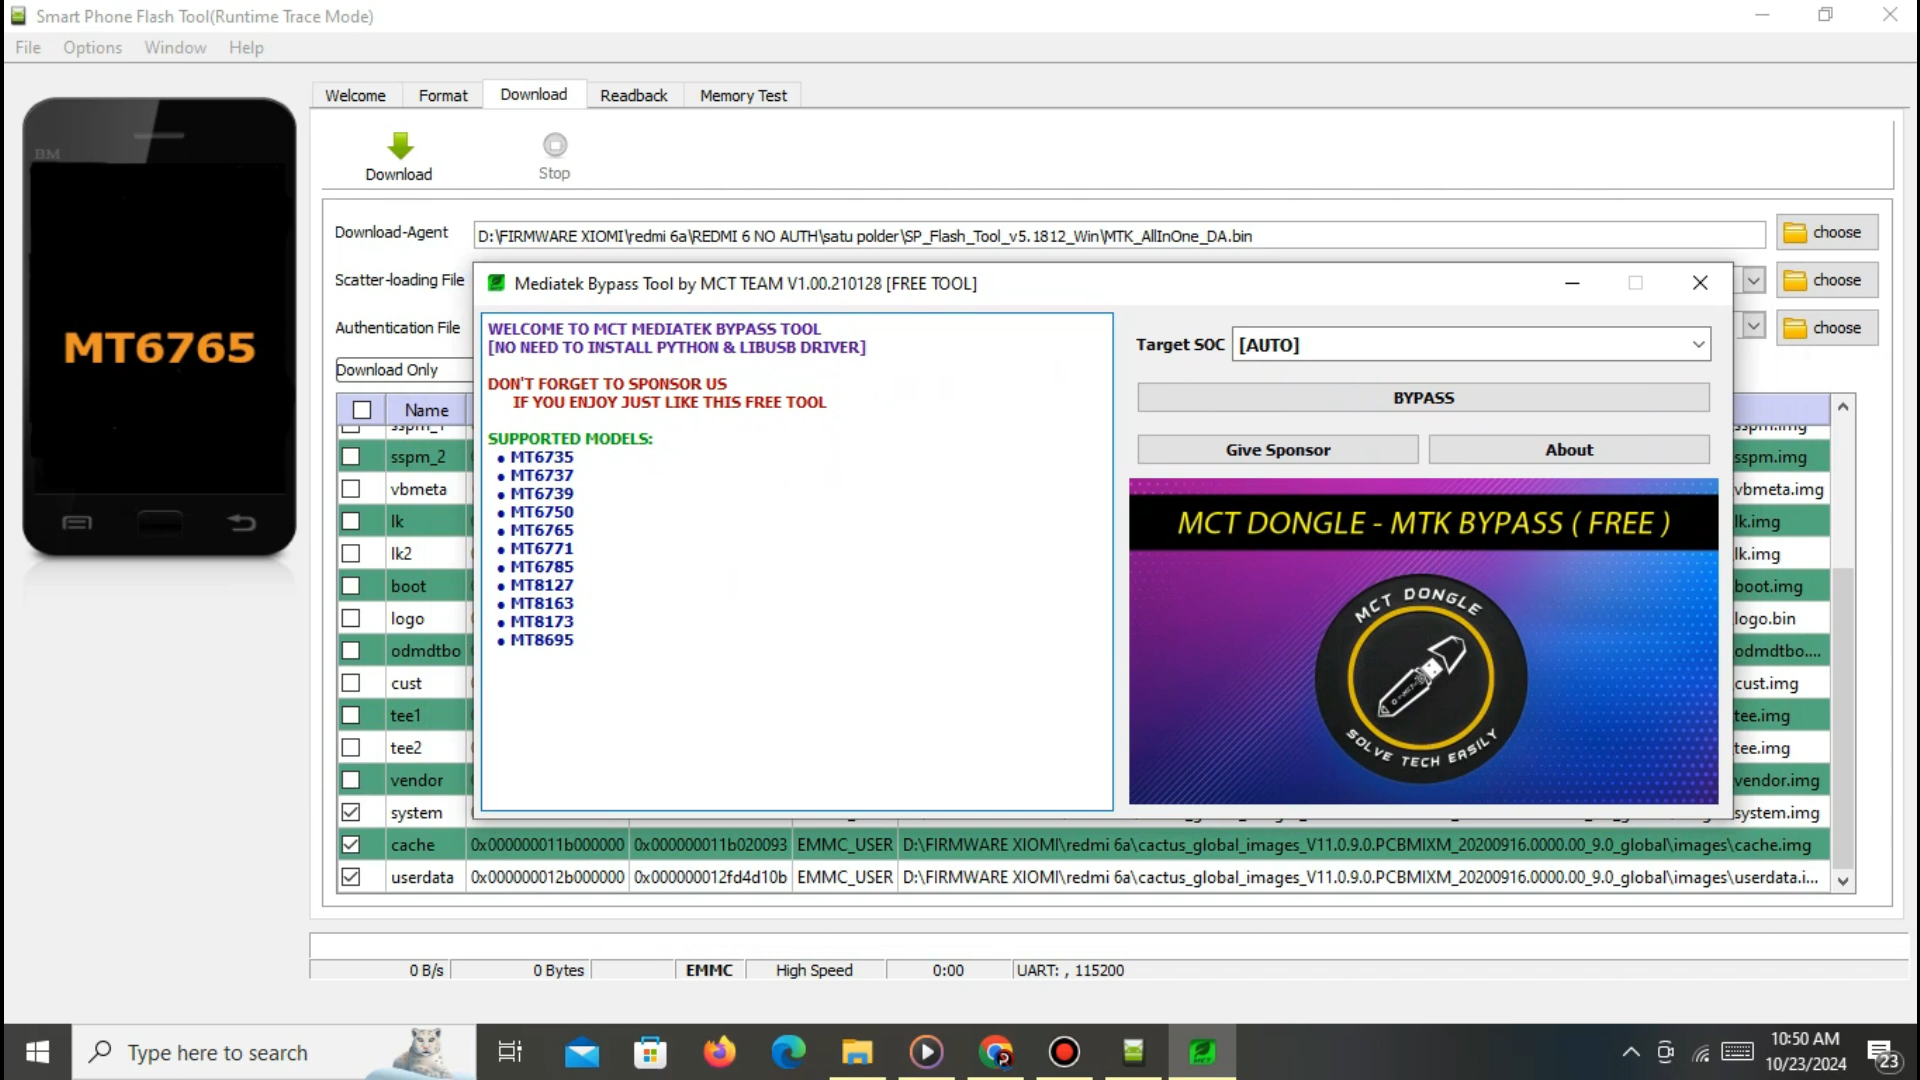 Smart Phone Flash Tool(Runtime Trace Mode)
File Options Window Help
Welcome Format Download Readback Memory Test
BM
Download Stop
MT6765
Download-Agent D:\FIRMWARE XIOMI\redmi 6a\REDMI 6 NO AUTH\satu polder\SP_Flash_Tool_v5.1812_Win\MTK_AllInOne_DA.bin choose
Scatter-loading File choose
Authentication File choose
Download Only
Mediatek Bypass Tool by MCT TEAM V1.00.210128 [FREE TOOL]
WELCOME TO MCT MEDIATEK BYPASS TOOL
[NO NEED TO INSTALL PYTHON & LIBUSB DRIVER]
DON'T FORGET TO SPONSOR US
IF YOU ENJOY JUST LIKE THIS FREE TOOL
SUPPORTED MODELS:
• MT6735
• MT6737
• MT6739
• MT6750
• MT6765
• MT6771
• MT6785
• MT8127
• MT8163
• MT8173
• MT8695
Target SOC [AUTO]
BYPASS
Give Sponsor About
MCT DONGLE - MTK BYPASS ( FREE )
MCT DONGLE
SOLVE TECH EASILY
Name
sspm_1 sspm.img
sspm_2 sspm.img
vbmeta vbmeta.img
lk lk.img
lk2 lk.img
boot boot.img
logo logo.bin
odmdtbo odmdtbo....
cust cust.img
tee1 tee.img
tee2 tee.img
vendor vendor.img
system system.img
cache 0x000000011b000000 0x000000011b020093 EMMC_USER D:\FIRMWARE XIOMI\redmi 6a\cactus_global_images_V11.0.9.0.PCBMIXM_20200916.0000.00_9.0_global\images\cache.img
userdata 0x000000012b000000 0x000000012fd4d10b EMMC_USER D:\FIRMWARE XIOMI\redmi 6a\cactus_global_images_V11.0.9.0.PCBMIXM_20200916.0000.00_9.0_global\images\userdata.i...
0 B/s 0 Bytes EMMC High Speed 0:00 UART: , 115200
Type here to search
10:50 AM
10/23/2024
23